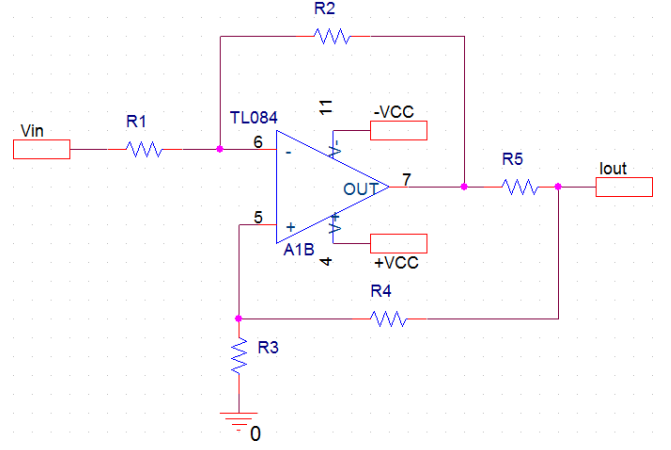 R2
TL084
11
-VCC
Vin
R1
6
-
V-
R5
Iout
OUT
7
5
+
V+
A1B
4
+VCC
R4
R3
0